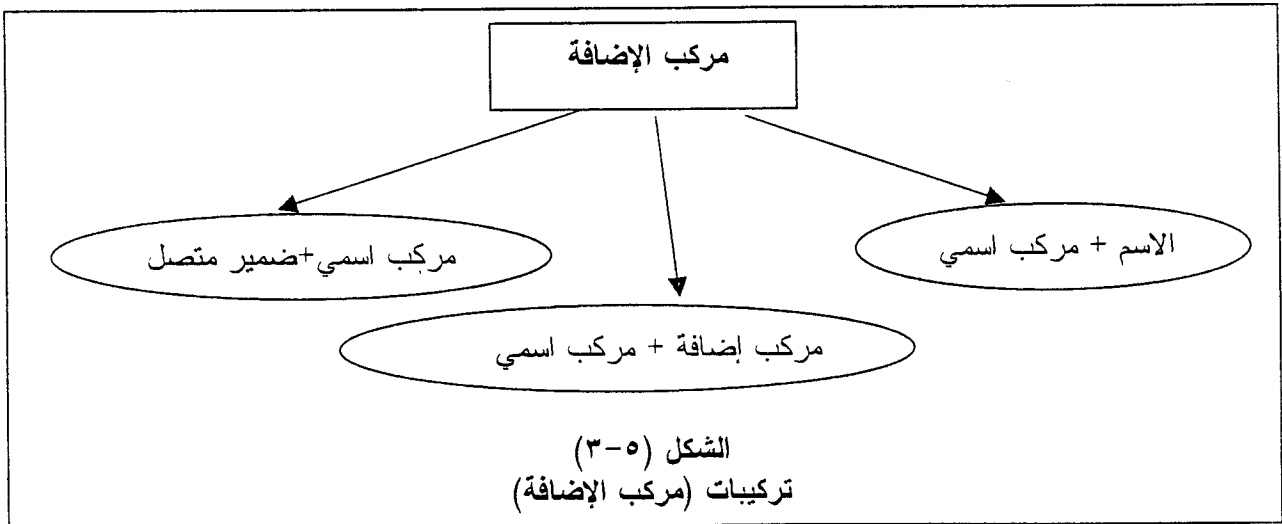 مركب الإضافة
الاسم + مركب اسمي
مركب اسمي+ضمير متصل
مركب إضافة + مركب اسمي
الشكل (٥-٣)
تركيبات (مركب الإضافة)